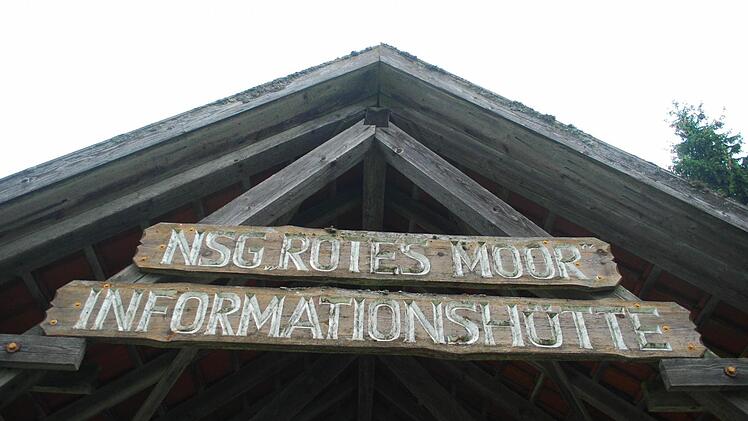 NSG „ROTES MOOR“
INFORMATIONSHÜTTE